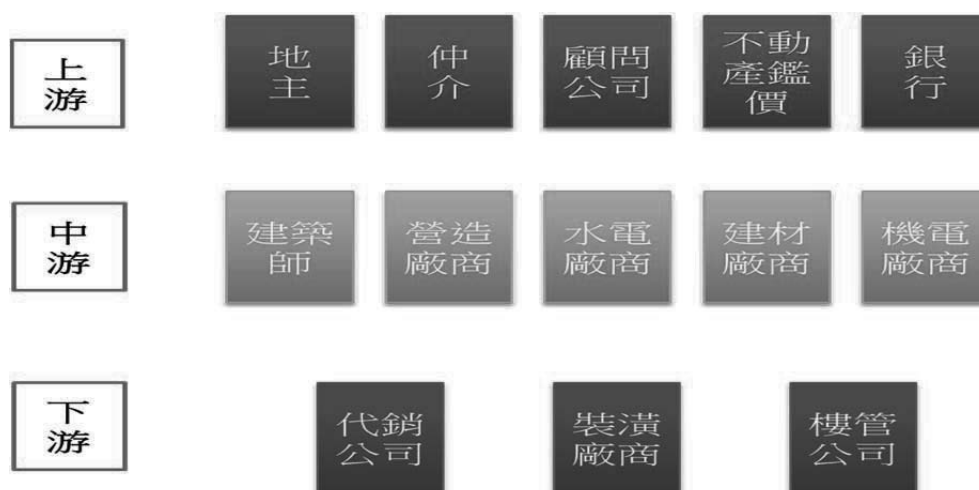 上
游
地
主
仲
介
顧問
公司
不動
產鑑
價
銀
行
中
游
建築
師
營造
廠商
水電
廠商
建材
廠商
機電
廠商
下
游
代銷
公司
裝潢
廠商
樓管
公司